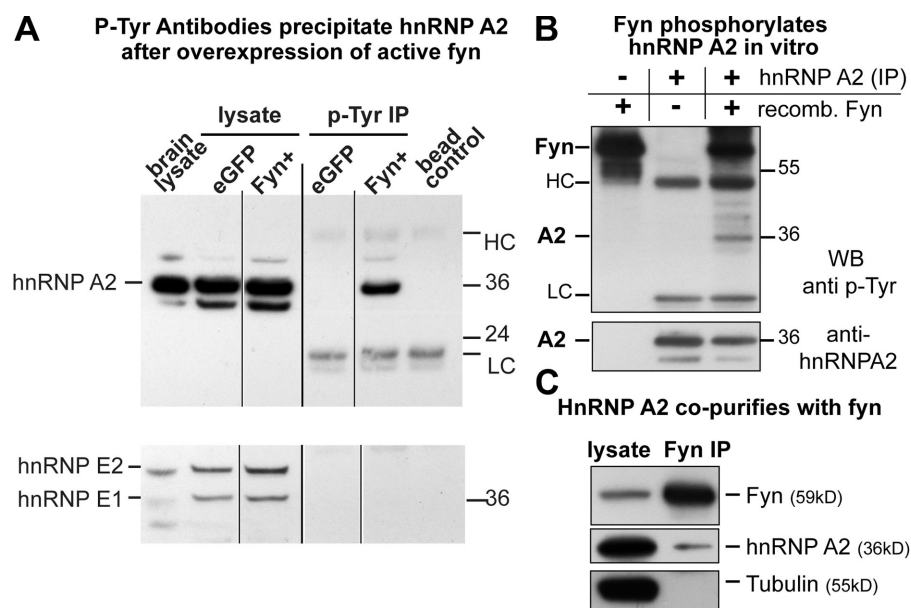 A
P-Tyr Antibodies precipitate hnRNP A2
after overexpression of active fyn
lysate
p-Tyr IP
brain
lysate
eGFP
Fyn+
eGFP
Fyn+
bead
control
hnRNP A2
HC
36
24
LC
hnRNP E2
hnRNP E1
36
B
Fyn phosphorylates
hnRNP A2 in vitro
- + + hnRNP A2 (IP)
+ - + recomb. Fyn
Fyn
HC
55
A2
36
WB
anti p-Tyr
LC
A2
36
anti-
hnRNPA2
C
HnRNP A2 co-purifies with fyn
lysate Fyn IP
Fyn (59kD)
hnRNP A2 (36kD)
Tubulin (55kD)